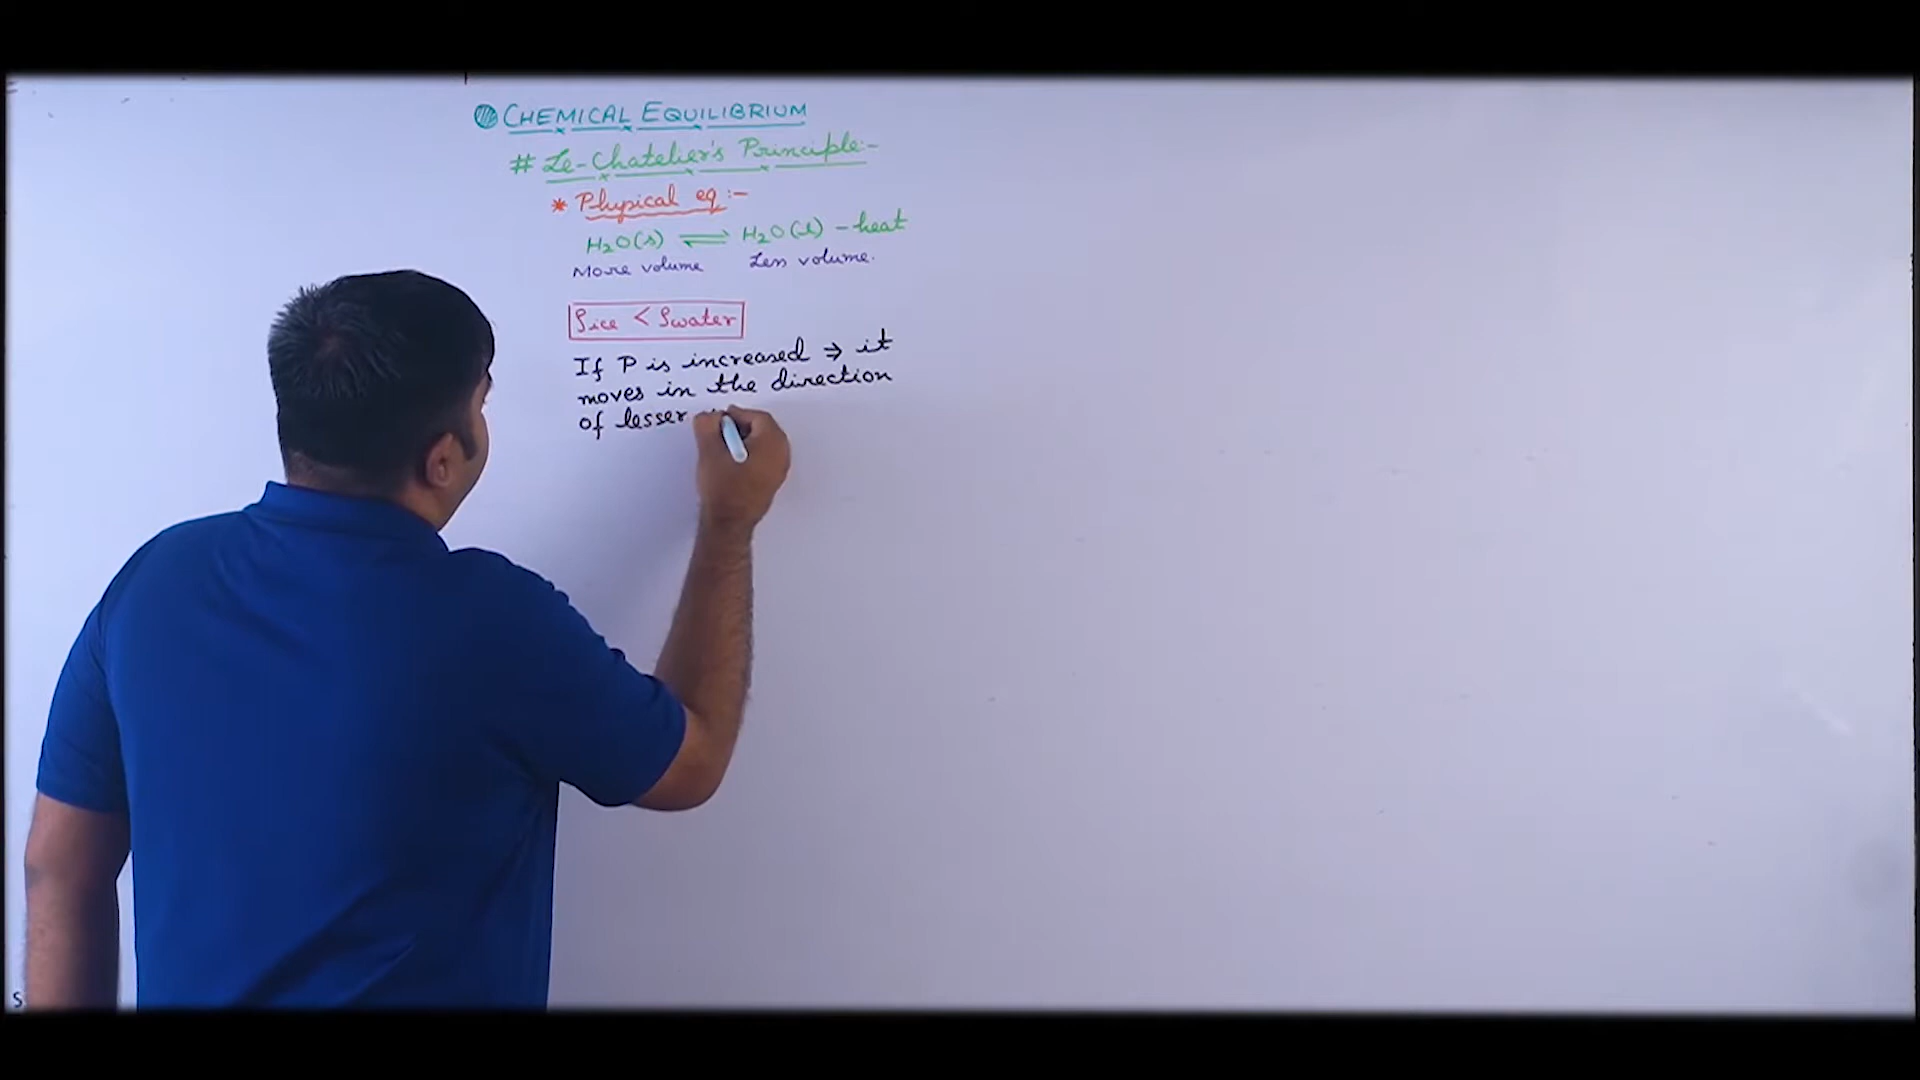 CHEMICAL EQUILIBRIUM
# Le-Chatelier's Principle:-
* Physical eq :-
H₂O(s) ⇌ H₂O(l) - heat
More volume Less volume.
ρice < ρwater
If P is increased ⇒ it
moves in the direction
of lesser
S